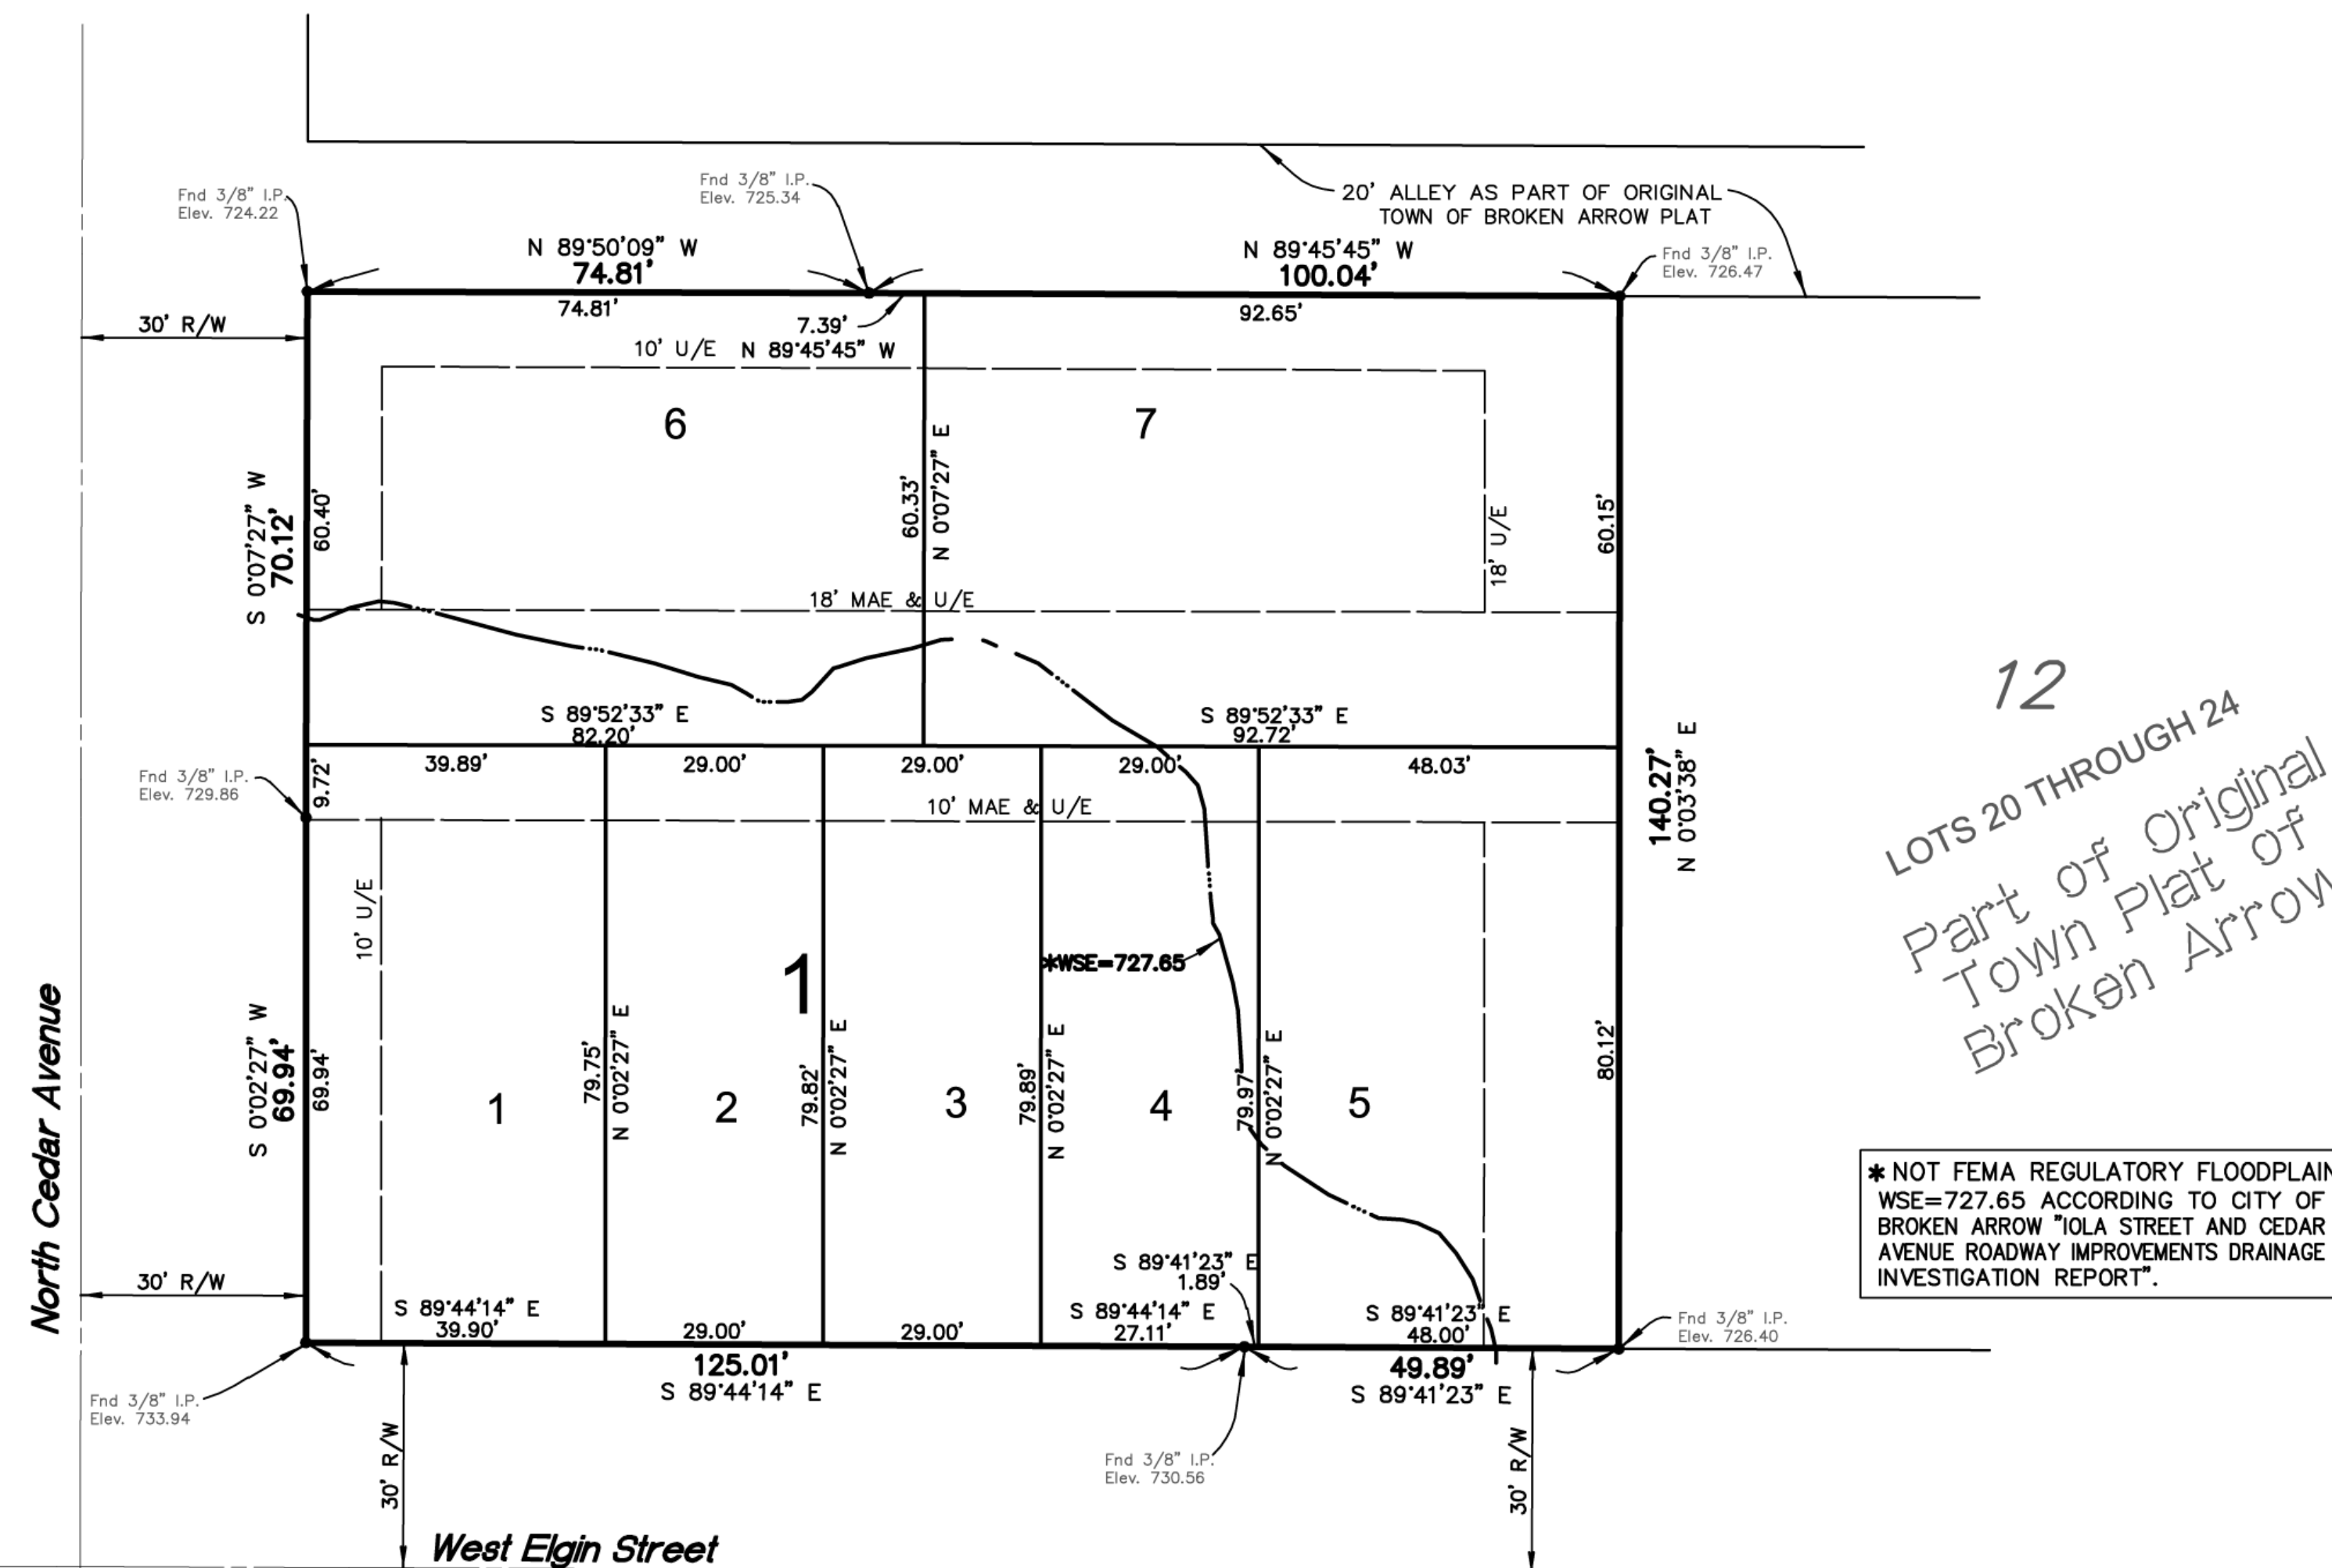 20' ALLEY AS PART OF ORIGINAL
TOWN OF BROKEN ARROW PLAT
Fnd 3/8" I.P.
Elev. 724.22
Fnd 3/8" I.P.
Elev. 725.34
Fnd 3/8" I.P.
Elev. 726.47
N 89°50'09" W
74.81'
N 89°45'45" W
100.04'
74.81'
7.39'
92.65'
30' R/W
10' U/E N 89°45'45" W
6
7
S 0°07'27" W
70.12'
60.40'
60.33'
N 0°07'27" E
18' U/E
60.15'
18' MAE & U/E
S 89°52'33" E
82.20'
S 89°52'33" E
92.72'
39.89'
29.00'
29.00'
29.00'
48.03'
Fnd 3/8" I.P.
Elev. 729.86
9.72'
10' MAE & U/E
140.27'
N 0°03'38" E
12
LOTS 20 THROUGH 24
Part of Original
Town Plat of
Broken Arrow
10' U/E
1
*WSE=727.65
North Cedar Avenue
S 0°02'27" W
69.94'
69.94'
1
79.75'
N 0°02'27" E
2
79.82'
N 0°02'27" E
3
79.89'
N 0°02'27" E
4
79.97'
N 0°02'27" E
5
80.12'
* NOT FEMA REGULATORY FLOODPLAIN
WSE=727.65 ACCORDING TO CITY OF
BROKEN ARROW "IOLA STREET AND CEDAR
AVENUE ROADWAY IMPROVEMENTS DRAINAGE
INVESTIGATION REPORT".
30' R/W
S 89°44'14" E
39.90'
29.00'
29.00'
S 89°41'23" E
1.89'
S 89°44'14" E
27.11'
S 89°41'23" E
48.00'
Fnd 3/8" I.P.
Elev. 726.40
125.01'
S 89°44'14" E
49.89'
S 89°41'23" E
Fnd 3/8" I.P.
Elev. 733.94
Fnd 3/8" I.P.
Elev. 730.56
30' R/W
30' R/W
West Elgin Street